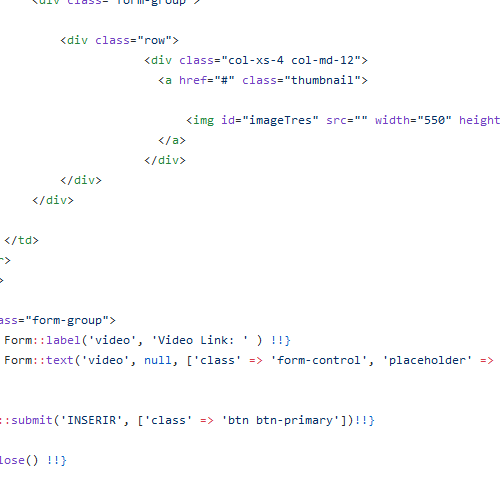 <div class="form-group">
<div class="row">
<div class="col-xs-4 col-md-12">
<a href="#" class="thumbnail">
<img id="imageTres" src="" width="550" height
</a>
</div>
</div>
</div>
</td>
r>
>
ass="form-group">
Form::label('video', 'Video Link: ' ) !!}
Form::text('video', null, ['class' => 'form-control', 'placeholder' =>
::submit('INSERIR', ['class' => 'btn btn-primary'])!!}
lose() !!}